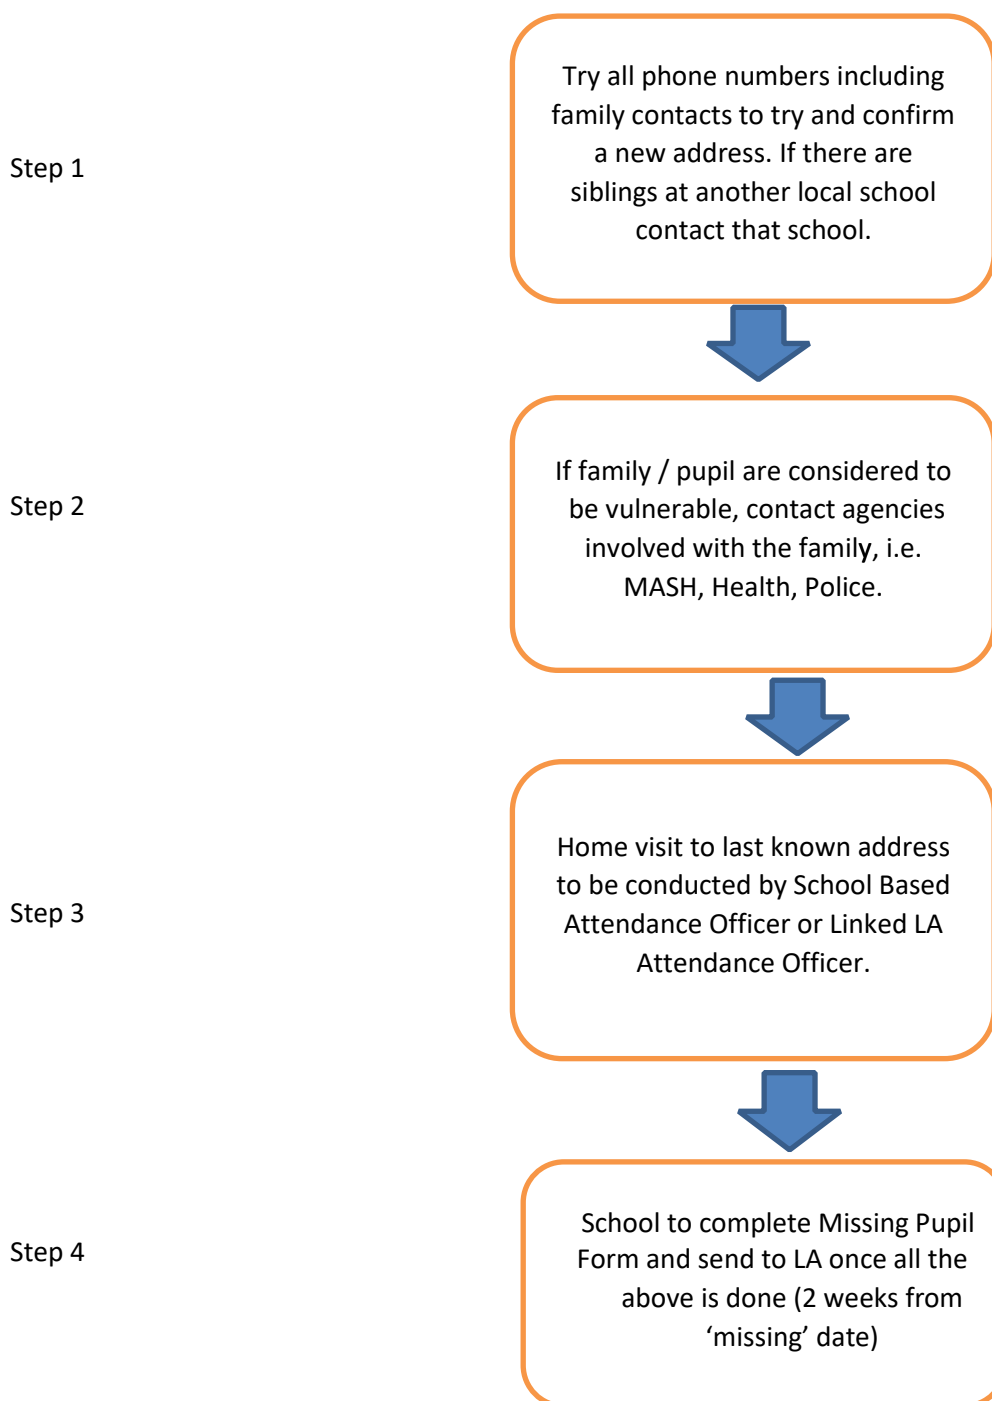 Step 1
Try all phone numbers including
family contacts to try and confirm
a new address. If there are
siblings at another local school
contact that school.
Step 2
If family / pupil are considered to
be vulnerable, contact agencies
involved with the family, i.e.
MASH, Health, Police.
Step 3
Home visit to last known address
to be conducted by School Based
Attendance Officer or Linked LA
Attendance Officer.
Step 4
School to complete Missing Pupil
Form and send to LA once all the
above is done (2 weeks from
‘missing’ date)